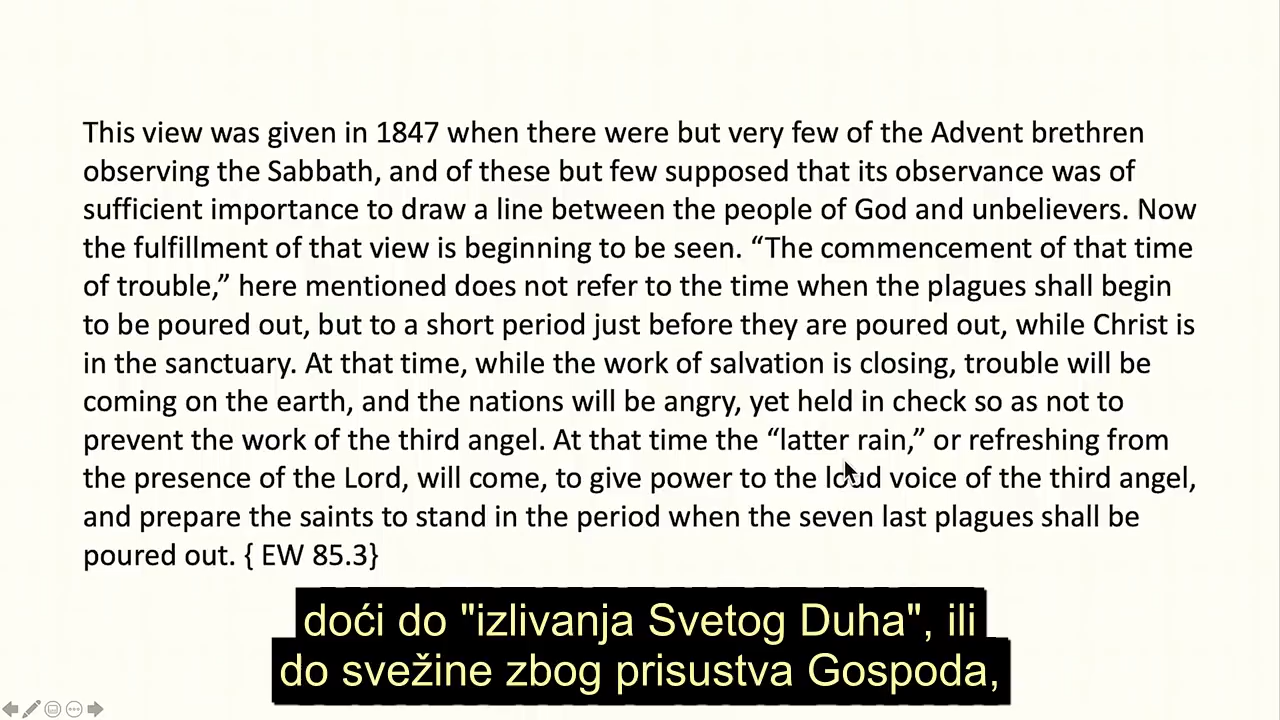 This view was given in 1847 when there were but very few of the Advent brethren
observing the Sabbath, and of these but few supposed that its observance was of
sufficient importance to draw a line between the people of God and unbelievers. Now
the fulfillment of that view is beginning to be seen. “The commencement of that time
of trouble,” here mentioned does not refer to the time when the plagues shall begin
to be poured out, but to a short period just before they are poured out, while Christ is
in the sanctuary. At that time, while the work of salvation is closing, trouble will be
coming on the earth, and the nations will be angry, yet held in check so as not to
prevent the work of the third angel. At that time the “latter rain,” or refreshing from
the presence of the Lord, will come, to give power to the loud voice of the third angel,
and prepare the saints to stand in the period when the seven last plagues shall be
poured out. { EW 85.3}
doći do "izlivanja Svetog Duha", ili
do svežine zbog prisustva Gospoda,